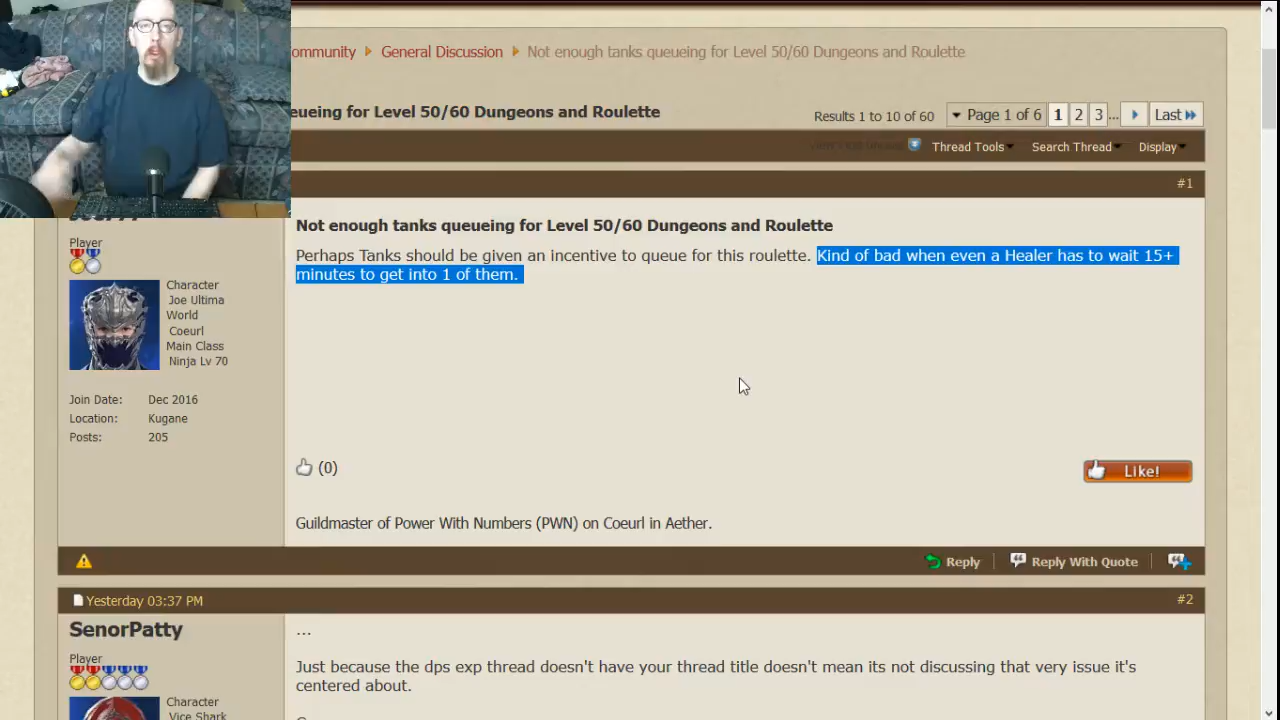 ommunity General Discussion Not enough tanks queueing for Level 50/60 Dungeons and Roulette
ueing for Level 50/60 Dungeons and Roulette
Results 1 to 10 of 60 Page 1 of 6 1 2 3 ... Last
Thread Tools Search Thread Display
#1
Player
Not enough tanks queueing for Level 50/60 Dungeons and Roulette
Perhaps Tanks should be given an incentive to queue for this roulette. Kind of bad when even a Healer has to wait 15+
minutes to get into 1 of them.
Character
Joe Ultima
World
Coeurl
Main Class
Ninja Lv 70
Join Date: Dec 2016
Location: Kugane
Posts: 205
(0)
Like!
Guildmaster of Power With Numbers (PWN) on Coeurl in Aether.
Reply Reply With Quote
Yesterday 03:37 PM #2
SenorPatty
Player
Character
Vice Shark
...
Just because the dps exp thread doesn't have your thread title doesn't mean its not discussing that very issue it's
centered about.